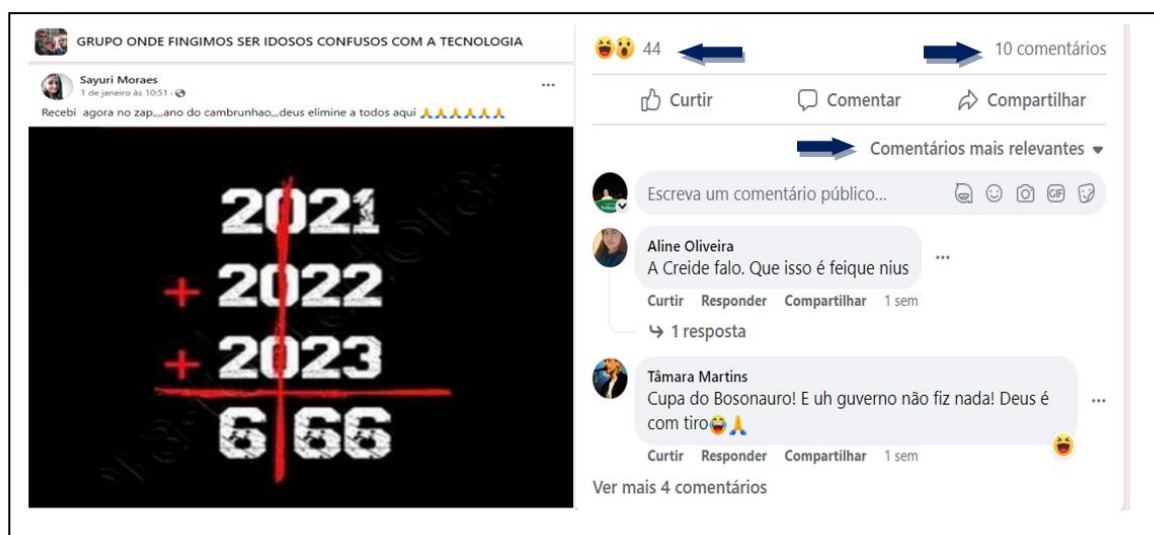 GRUPO ONDE FINGIMOS SER IDOSOS CONFUSOS COM A TECNOLOGIA
Sayuri Moraes
1 de janeiro às 10:51 ·
Recebi agora no zap,,,,ano do cambrunhao,,,deus elimine a todos aqui 🙏🙏🙏🙏🙏🙏
2021
+ 2022
+ 2023
6 66
44
10 comentários
Curtir Comentar Compartilhar
Comentários mais relevantes
Escreva um comentário público...
GIF
Aline Oliveira
A Creide falo. Que isso é feique nius
Curtir Responder Compartilhar 1 sem
1 resposta
Tâmara Martins
Cupa do Bosonauro! E uh guverno não fiz nada! Deus é
com tiro😂🙏
Curtir Responder Compartilhar 1 sem
Ver mais 4 comentários